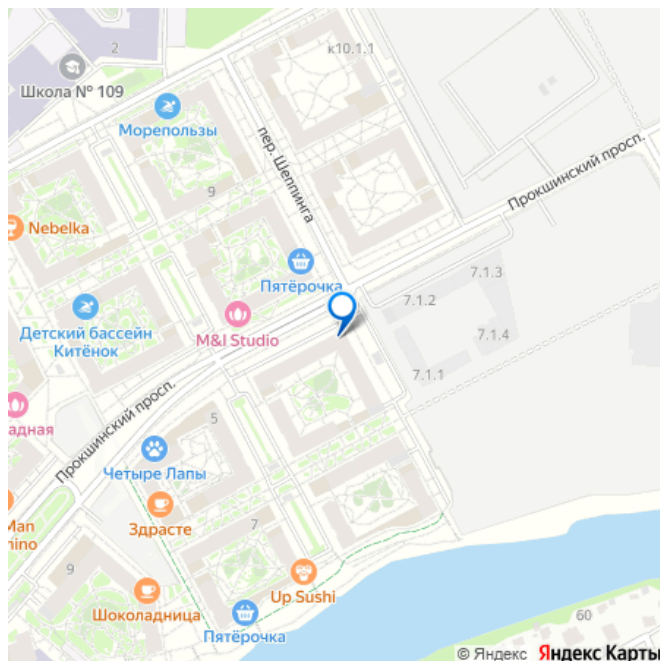 2
Школа № 109
к10.1.1
Морепользы
пер. Шеппинга
Прокшинский просп.
9
Nebelka
Пятёрочка
7.1.3
7.1.2
Детский бассейн
Китёнок
M&I Studio
7.1.4
7.1.1
адная
Прокшинский просп.
5
Четыре Лапы
Man
nino
Здрасте
7
9
Шоколадница
Up Sushi
Пятёрочка
60
© Яндекс Яндекс Карты